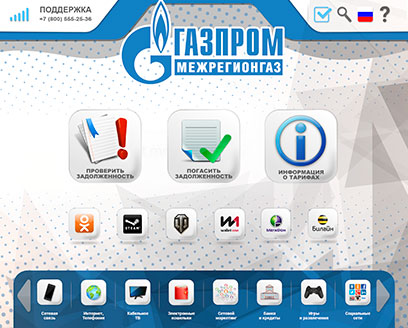 ПОДДЕРЖКА
+7 (800) 555-25-36
ГАЗПРОМ
МЕЖРЕГИОНГАЗ
ПРОВЕРИТЬ
ЗАДОЛЖЕННОСТЬ
ПОГАСИТЬ
ЗАДОЛЖЕННОСТЬ
ИНФОРМАЦИЯ
О ТАРИФАХ
STEAM
МегаФон
Билайн
Сотовая
связь
Интернет,
Телефония
Кабельное
ТВ
Электронные
кошельки
Сетевой
маркетинг
Банки
и кредиты
Игры
и развлечения
Социальные
сети